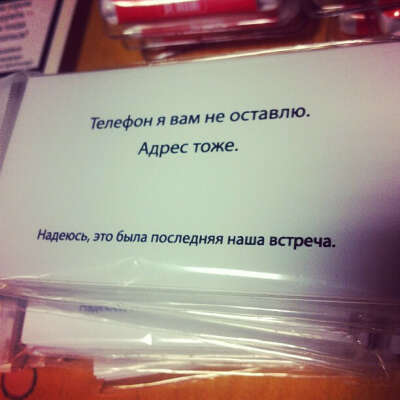 Телефон я вам не оставлю.
Адрес тоже.
Надеюсь, это была последняя наша встреча.